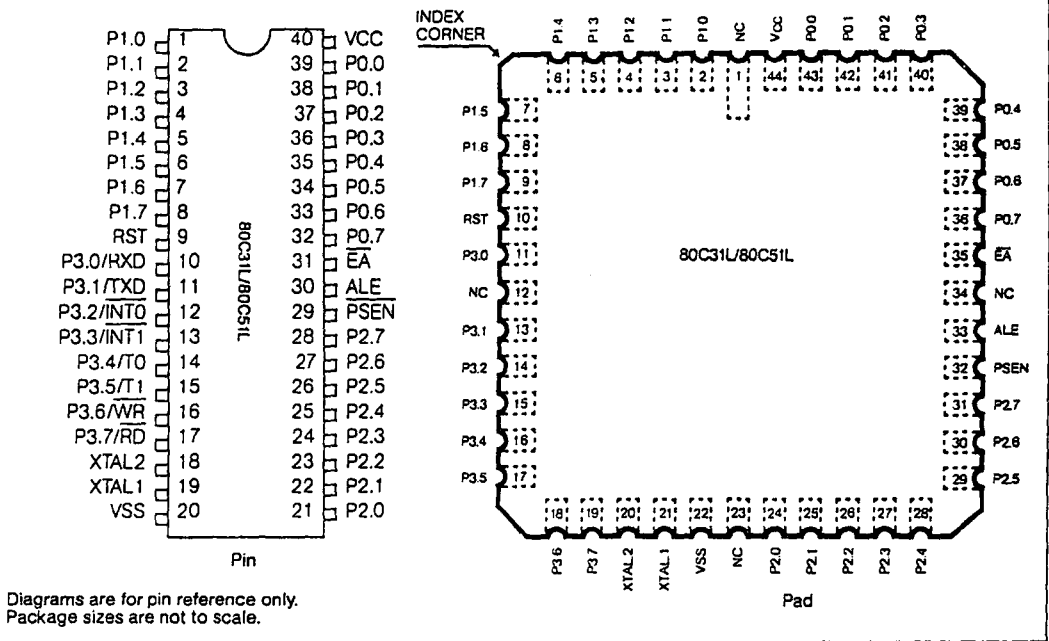 P1.0 1 40 VCC
P1.1 2 39 P0.0
P1.2 3 38 P0.1
P1.3 4 37 P0.2
P1.4 5 36 P0.3
P1.5 6 35 P0.4
P1.6 7 34 P0.5
P1.7 8 33 P0.6
RST 9 32 P0.7
P3.0/RXD 10 31 EA
P3.1/TXD 11 30 ALE
P3.2/INT0 12 29 PSEN
P3.3/INT1 13 28 P2.7
P3.4/T0 14 27 P2.6
P3.5/T1 15 26 P2.5
P3.6/WR 16 25 P2.4
P3.7/RD 17 24 P2.3
XTAL2 18 23 P2.2
XTAL1 19 22 P2.1
VSS 20 21 P2.0
80C31L/80C51L
Pin
Diagrams are for pin reference only.
Package sizes are not to scale.
INDEX
CORNER
P1.4 P1.3 P1.2 P1.1 P1.0 NC VCC P0.0 P0.1 P0.2 P0.3
6 5 4 3 2 1 44 43 42 41 40
P1.5 7 39 P0.4
P1.6 8 38 P0.5
P1.7 9 37 P0.6
RST 10 36 P0.7
P3.0 11 35 EA
NC 12 34 NC
P3.1 13 33 ALE
P3.2 14 32 PSEN
P3.3 15 31 P2.7
P3.4 16 30 P2.6
P3.5 17 29 P2.5
80C31L/80C51L
18 19 20 21 22 23 24 25 26 27 28
P3.6 P3.7 XTAL2 XTAL1 VSS NC P2.0 P2.1 P2.2 P2.3 P2.4
Pad